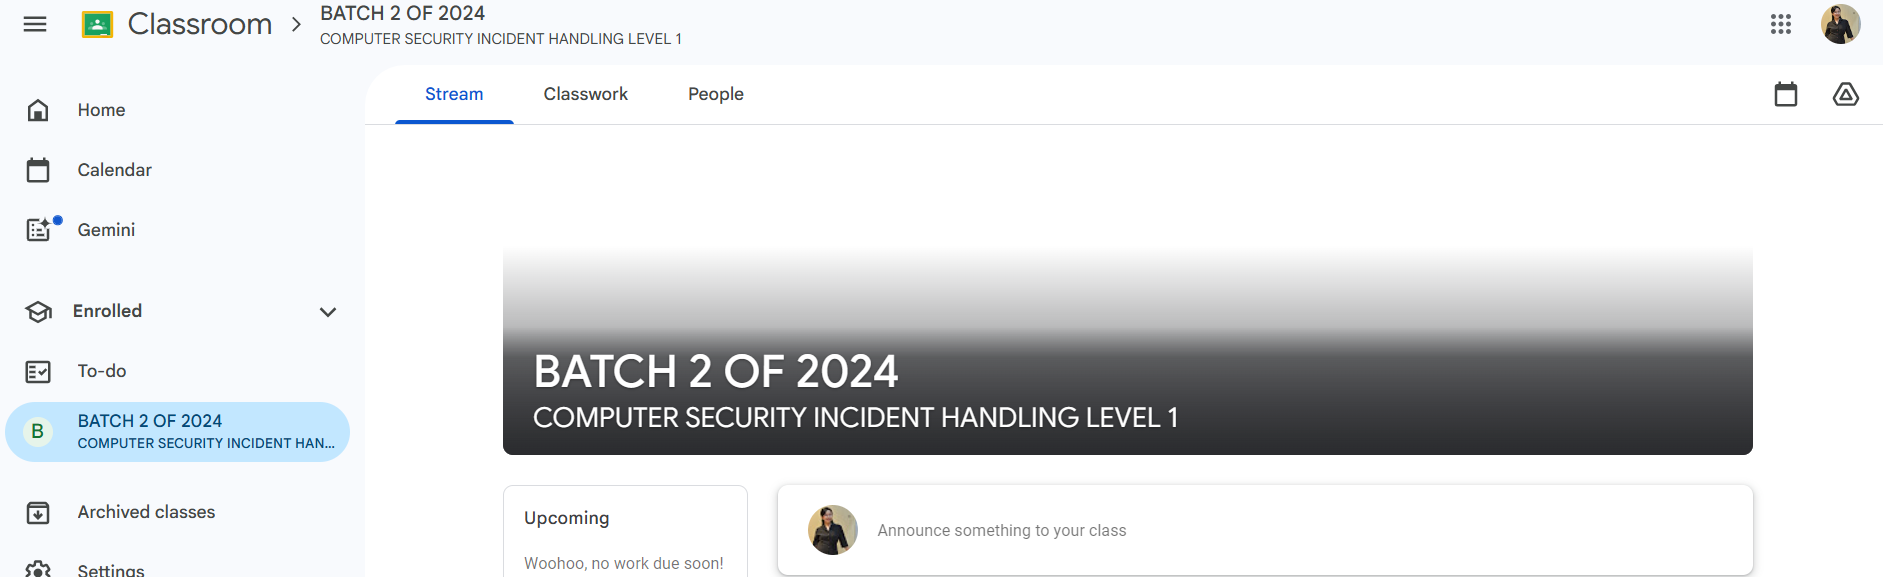 Classroom
BATCH 2 OF 2024
COMPUTER SECURITY INCIDENT HANDLING LEVEL 1
Home
Calendar
Gemini
Enrolled
To-do
B
BATCH 2 OF 2024
COMPUTER SECURITY INCIDENT HAN...
Archived classes
Settings
Stream Classwork People
BATCH 2 OF 2024
COMPUTER SECURITY INCIDENT HANDLING LEVEL 1
Upcoming
Woohoo, no work due soon!
Announce something to your class